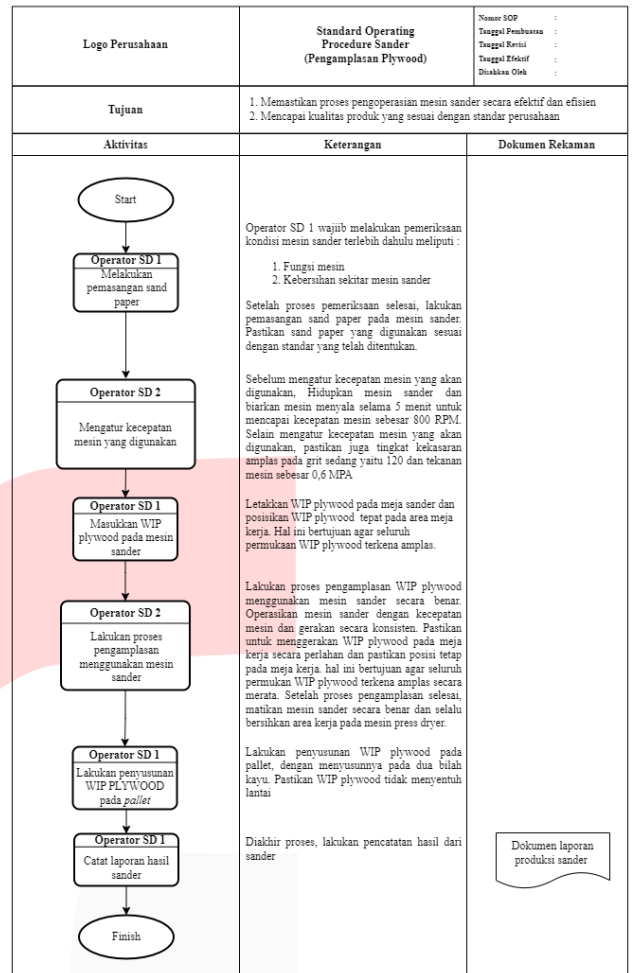 Logo Perusahaan
Standard Operating
Procedure Sander
(Pengamplasan Plywood)
Nomor SOP :
Tanggal Pembuatan :
Tanggal Revisi :
Tanggal Efektif :
Disahkan Oleh :
Tujuan
1. Memastikan proses pengoperasian mesin sander secara efektif dan efisien
2. Mencapai kualitas produk yang sesuai dengan standar perusahaan
Aktivitas
Keterangan
Dokumen Rekaman
Start
Operator SD 1
Melakukan
pemasangan sand
paper
Operator SD 1 wajiib melakukan pemeriksaan
kondisi mesin sander terlebih dahulu meliputi :
1. Fungsi mesin
2. Kebersihan sekitar mesin sander
Setelah proses pemeriksaan selesai, lakukan
pemasangan sand paper pada mesin sander.
Pastikan sand paper yang digunakan sesuai
dengan standar yang telah ditentukan.
Operator SD 2
Mengatur kecepatan
mesin yang digunakan
Sebelum mengatur kecepatan mesin yang akan
digunakan, Hidupkan mesin sander dan
biarkan mesin menyala selama 5 menit untuk
mencapai kecepatan mesin sebesar 800 RPM.
Selain mengatur kecepatan mesin yang akan
digunakan, pastikan juga tingkat kekasaran
amplas pada grit sedang yaitu 120 dan tekanan
mesin sebesar 0,6 MPA
Operator SD 1
Masukkan WIP
plywood pada mesin
sander
Letakkan WIP plywood pada meja sander dan
posisikan WIP plywood tepat pada area meja
kerja. Hal ini bertujuan agar seluruh
permukaan WIP plywood terkena amplas.
Operator SD 2
Lakukan proses
pengamplasan
menggunakan mesin
sander
Lakukan proses pengamplasan WIP plywood
menggunakan mesin sander secara benar.
Operasikan mesin sander dengan kecepatan
mesin dan gerakan secara konsisten. Pastikan
untuk menggerakan WIP plywood pada meja
kerja secara perlahan dan pastikan posisi tetap
pada meja kerja. hal ini bertujuan agar seluruh
permukan WIP plywood terkena amplas secara
merata. Setelah proses pengamplasan selesai,
matikan mesin sander secara benar dan selalu
bersihkan area kerja pada mesin press dryer.
Operator SD 1
Lakukan penyusunan
WIP PLYWOOD
pada pallet
Lakukan penyusunan WIP plywood pada
pallet, dengan menyusunnya pada dua bilah
kayu. Pastikan WIP plywood tidak menyentuh
lantai
Operator SD 1
Catat laporan hasil
sander
Diakhir proses, lakukan pencatatan hasil dari
sander
Dokumen laporan
produksi sander
Finish